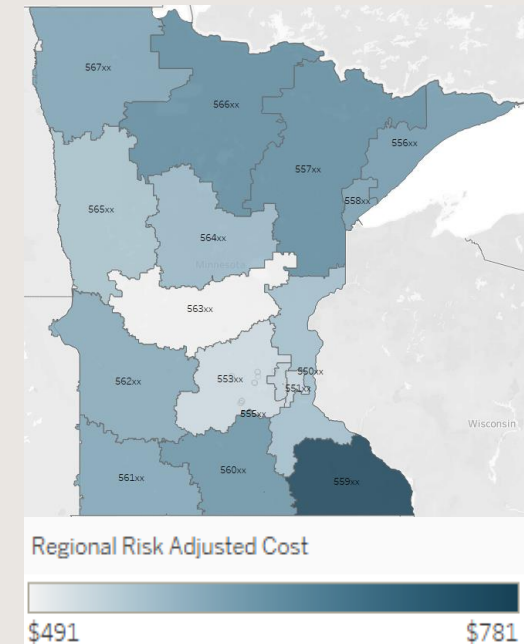 567xx
566xx
557xx
556xx
558xx
565xx
564xx
Minnesota
563xx
562xx
553xx
550xx
551xx
555xx
Wisconsin
561xx
560xx
559xx
Regional Risk Adjusted Cost
$491
$781